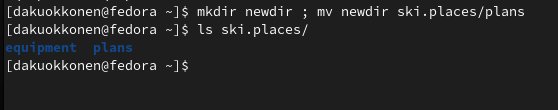 [dakuokkonen@fedora ~]$ mkdir newdir ; mv newdir ski.places/plans
[dakuokkonen@fedora ~]$ ls ski.places/
equipment  plans
[dakuokkonen@fedora ~]$